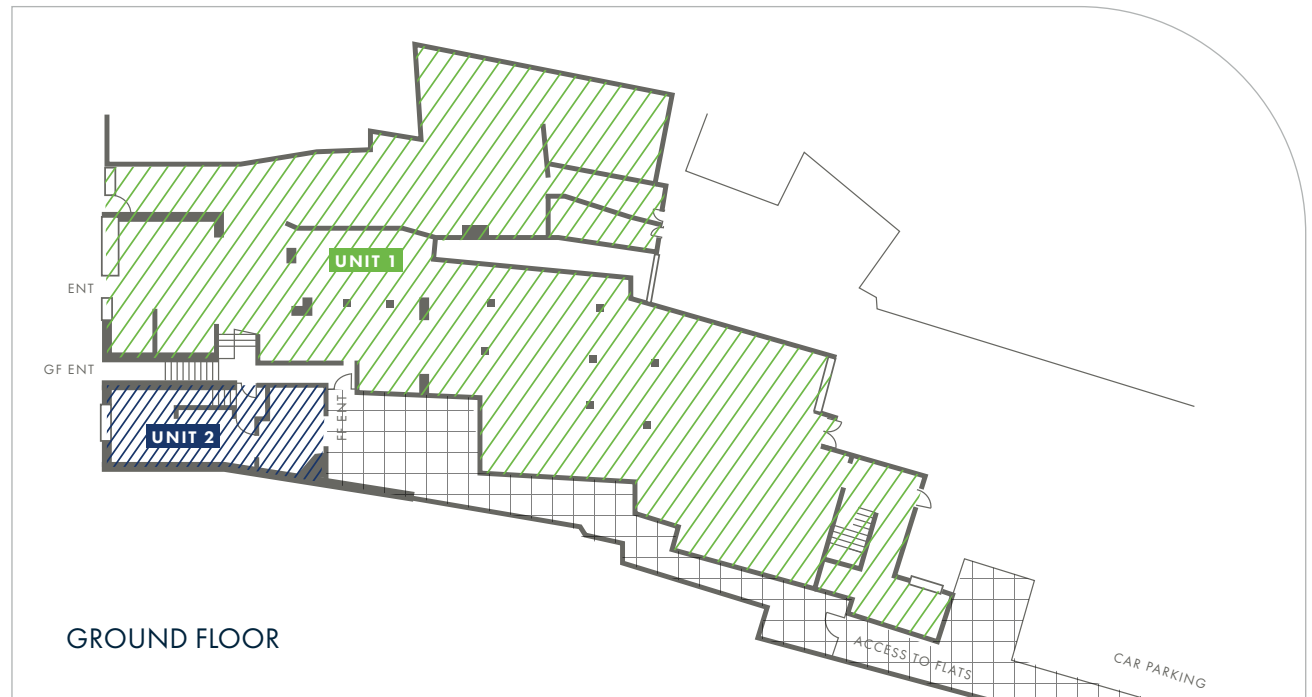 UNIT 1
ENT
GF ENT
FF ENT
UNIT 2
GROUND FLOOR
ACCESS TO FLATS
CAR PARKING